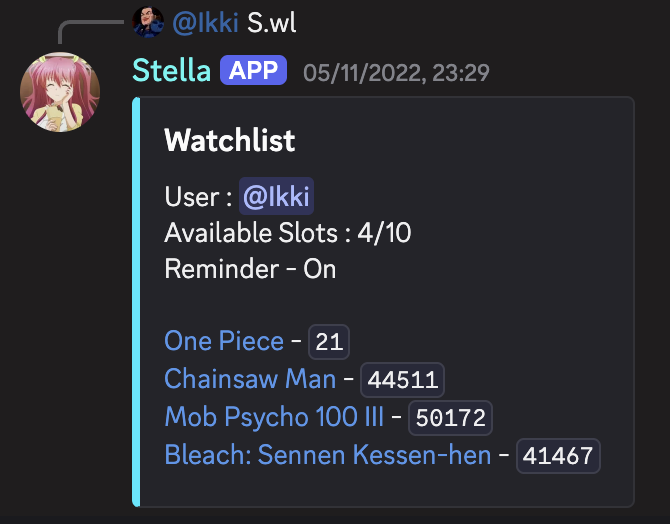 @Ikki S.wl
Stella APP 05/11/2022, 23:29
Watchlist
User : @Ikki
Available Slots : 4/10
Reminder - On
One Piece - 21
Chainsaw Man - 44511
Mob Psycho 100 III - 50172
Bleach: Sennen Kessen-hen - 41467